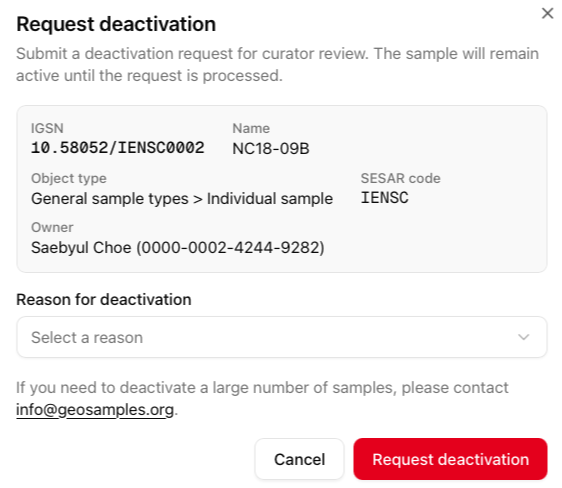 Request deactivation
Submit a deactivation request for curator review. The sample will remain
active until the request is processed.
IGSN
10.58052/IENSC0002
Name
NC18-09B
Object type
General sample types > Individual sample
SESAR code
IENSC
Owner
Saebyul Choe (0000-0002-4244-9282)
Reason for deactivation
Select a reason
If you need to deactivate a large number of samples, please contact
info@geosamples.org.
Cancel
Request deactivation